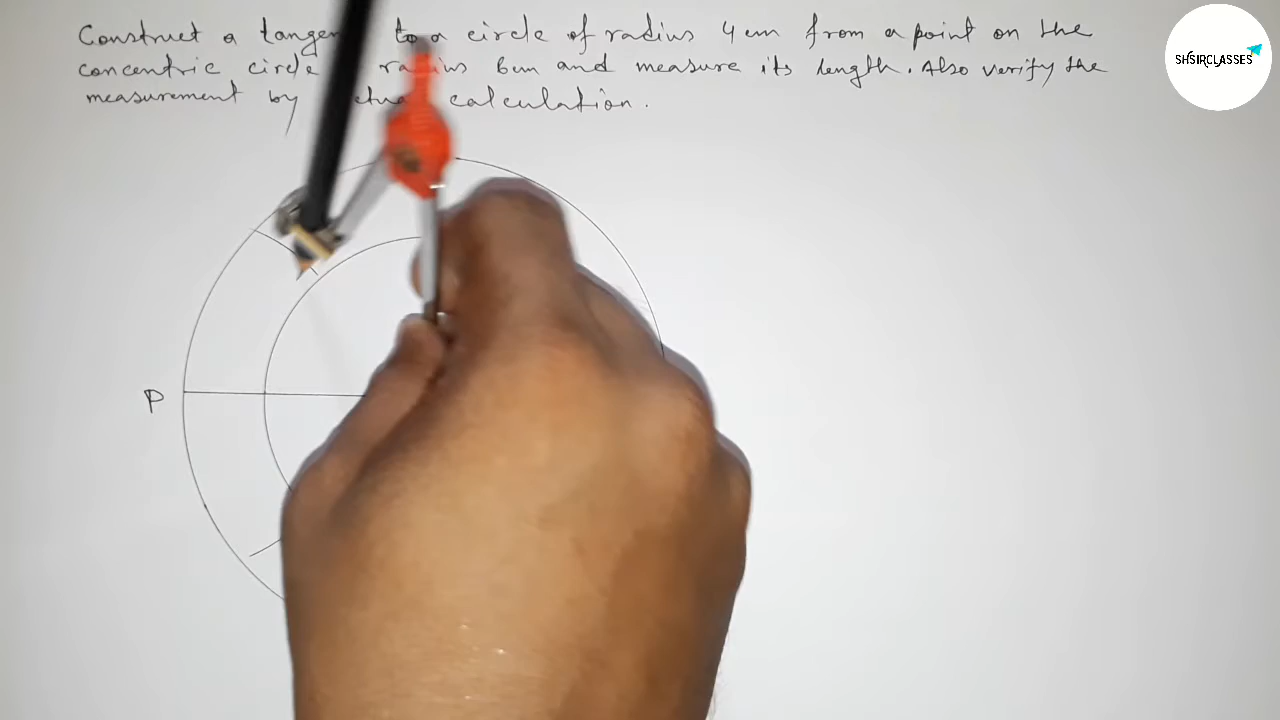 Construct a to a circle of radius 4 cm from a point on the
concentric circle radius 6cm and measure its length. Also verify the
measurement by calculation.
P
SHSIRCLASSES